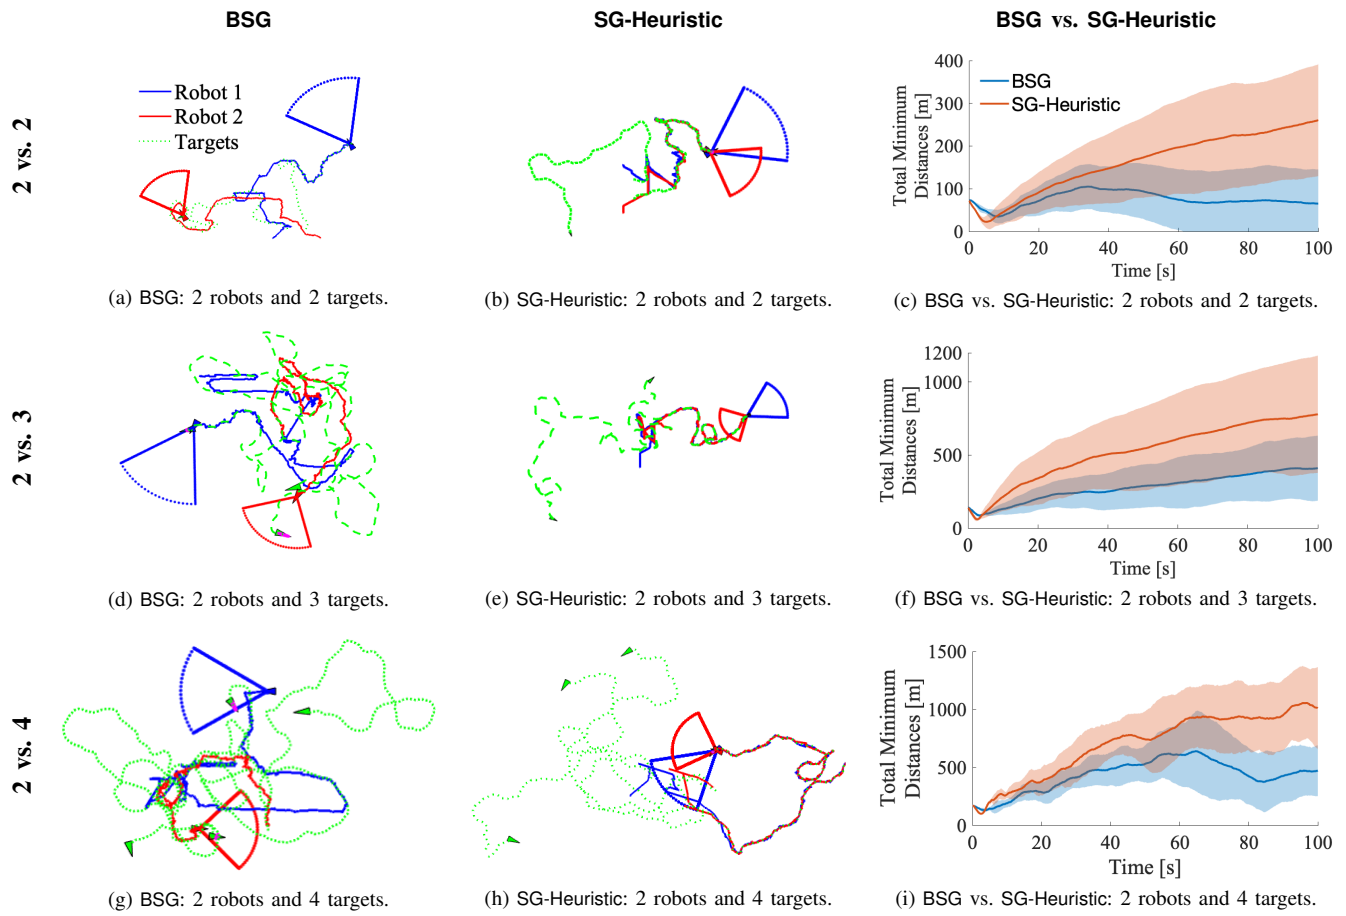 BSG
SG-Heuristic
BSG vs. SG-Heuristic
2 vs. 2
Robot 1
Robot 2
Targets
Total Minimum
Distances [m]
400
300
200
100
0
BSG
SG-Heuristic
0 20 40 60 80 100
Time [s]
(a) BSG: 2 robots and 2 targets.
(b) SG-Heuristic: 2 robots and 2 targets.
(c) BSG vs. SG-Heuristic: 2 robots and 2 targets.
2 vs. 3
Total Minimum
Distances [m]
1200
1000
500
0
0 20 40 60 80 100
Time [s]
(d) BSG: 2 robots and 3 targets.
(e) SG-Heuristic: 2 robots and 3 targets.
(f) BSG vs. SG-Heuristic: 2 robots and 3 targets.
2 vs. 4
Total Minimum
Distances [m]
1500
1000
500
0
0 20 40 60 80 100
Time [s]
(g) BSG: 2 robots and 4 targets.
(h) SG-Heuristic: 2 robots and 4 targets.
(i) BSG vs. SG-Heuristic: 2 robots and 4 targets.